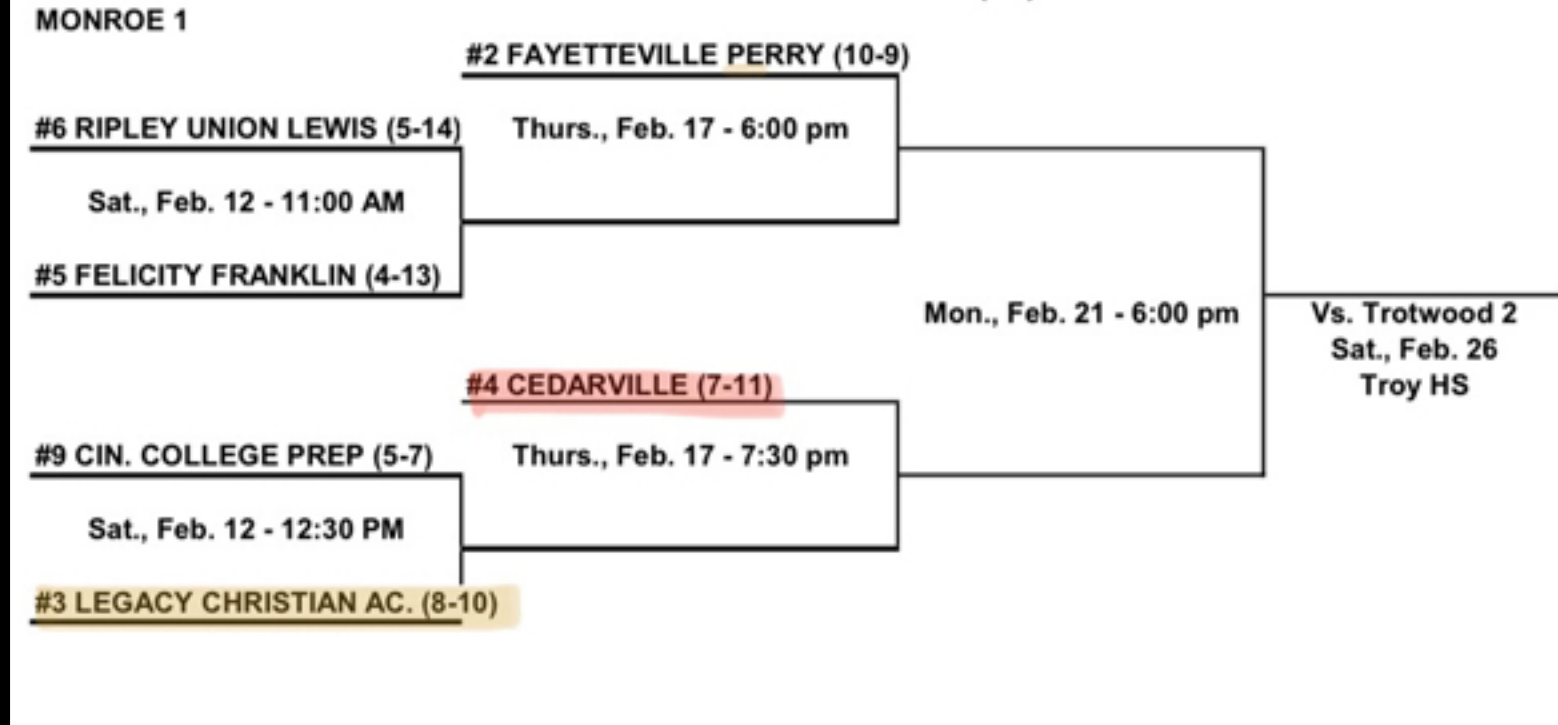 MONROE 1
#2 FAYETTEVILLE PERRY (10-9)
#6 RIPLEY UNION LEWIS (5-14)
Thurs., Feb. 17 - 6:00 pm
Sat., Feb. 12 - 11:00 AM
#5 FELICITY FRANKLIN (4-13)
Mon., Feb. 21 - 6:00 pm
Vs. Trotwood 2
Sat., Feb. 26
Troy HS
#4 CEDARVILLE (7-11)
#9 CIN. COLLEGE PREP (5-7)
Thurs., Feb. 17 - 7:30 pm
Sat., Feb. 12 - 12:30 PM
#3 LEGACY CHRISTIAN AC. (8-10)